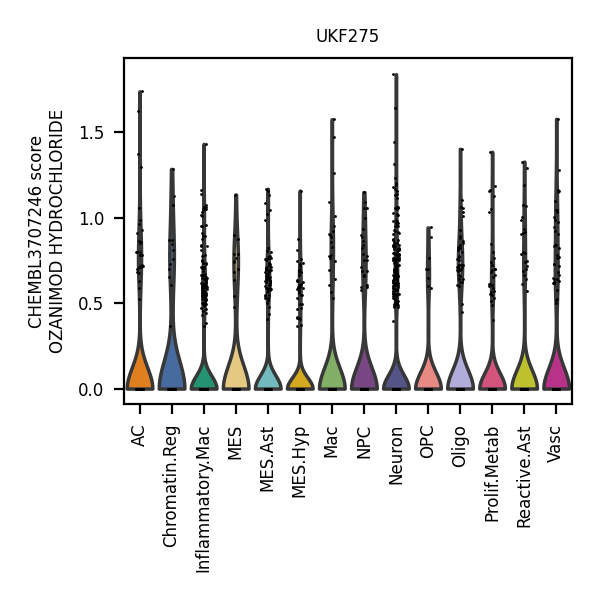 UKF275
CHEMBL3707246 score
OZANIMOD HYDROCHLORIDE
1.5
1.0
0.5
0.0
AC
Chromatin.Reg
Inflammatory.Mac
MES
MES.Ast
MES.Hyp
Mac
NPC
Neuron
OPC
Oligo
Prolif.Metab
Reactive.Ast
Vasc